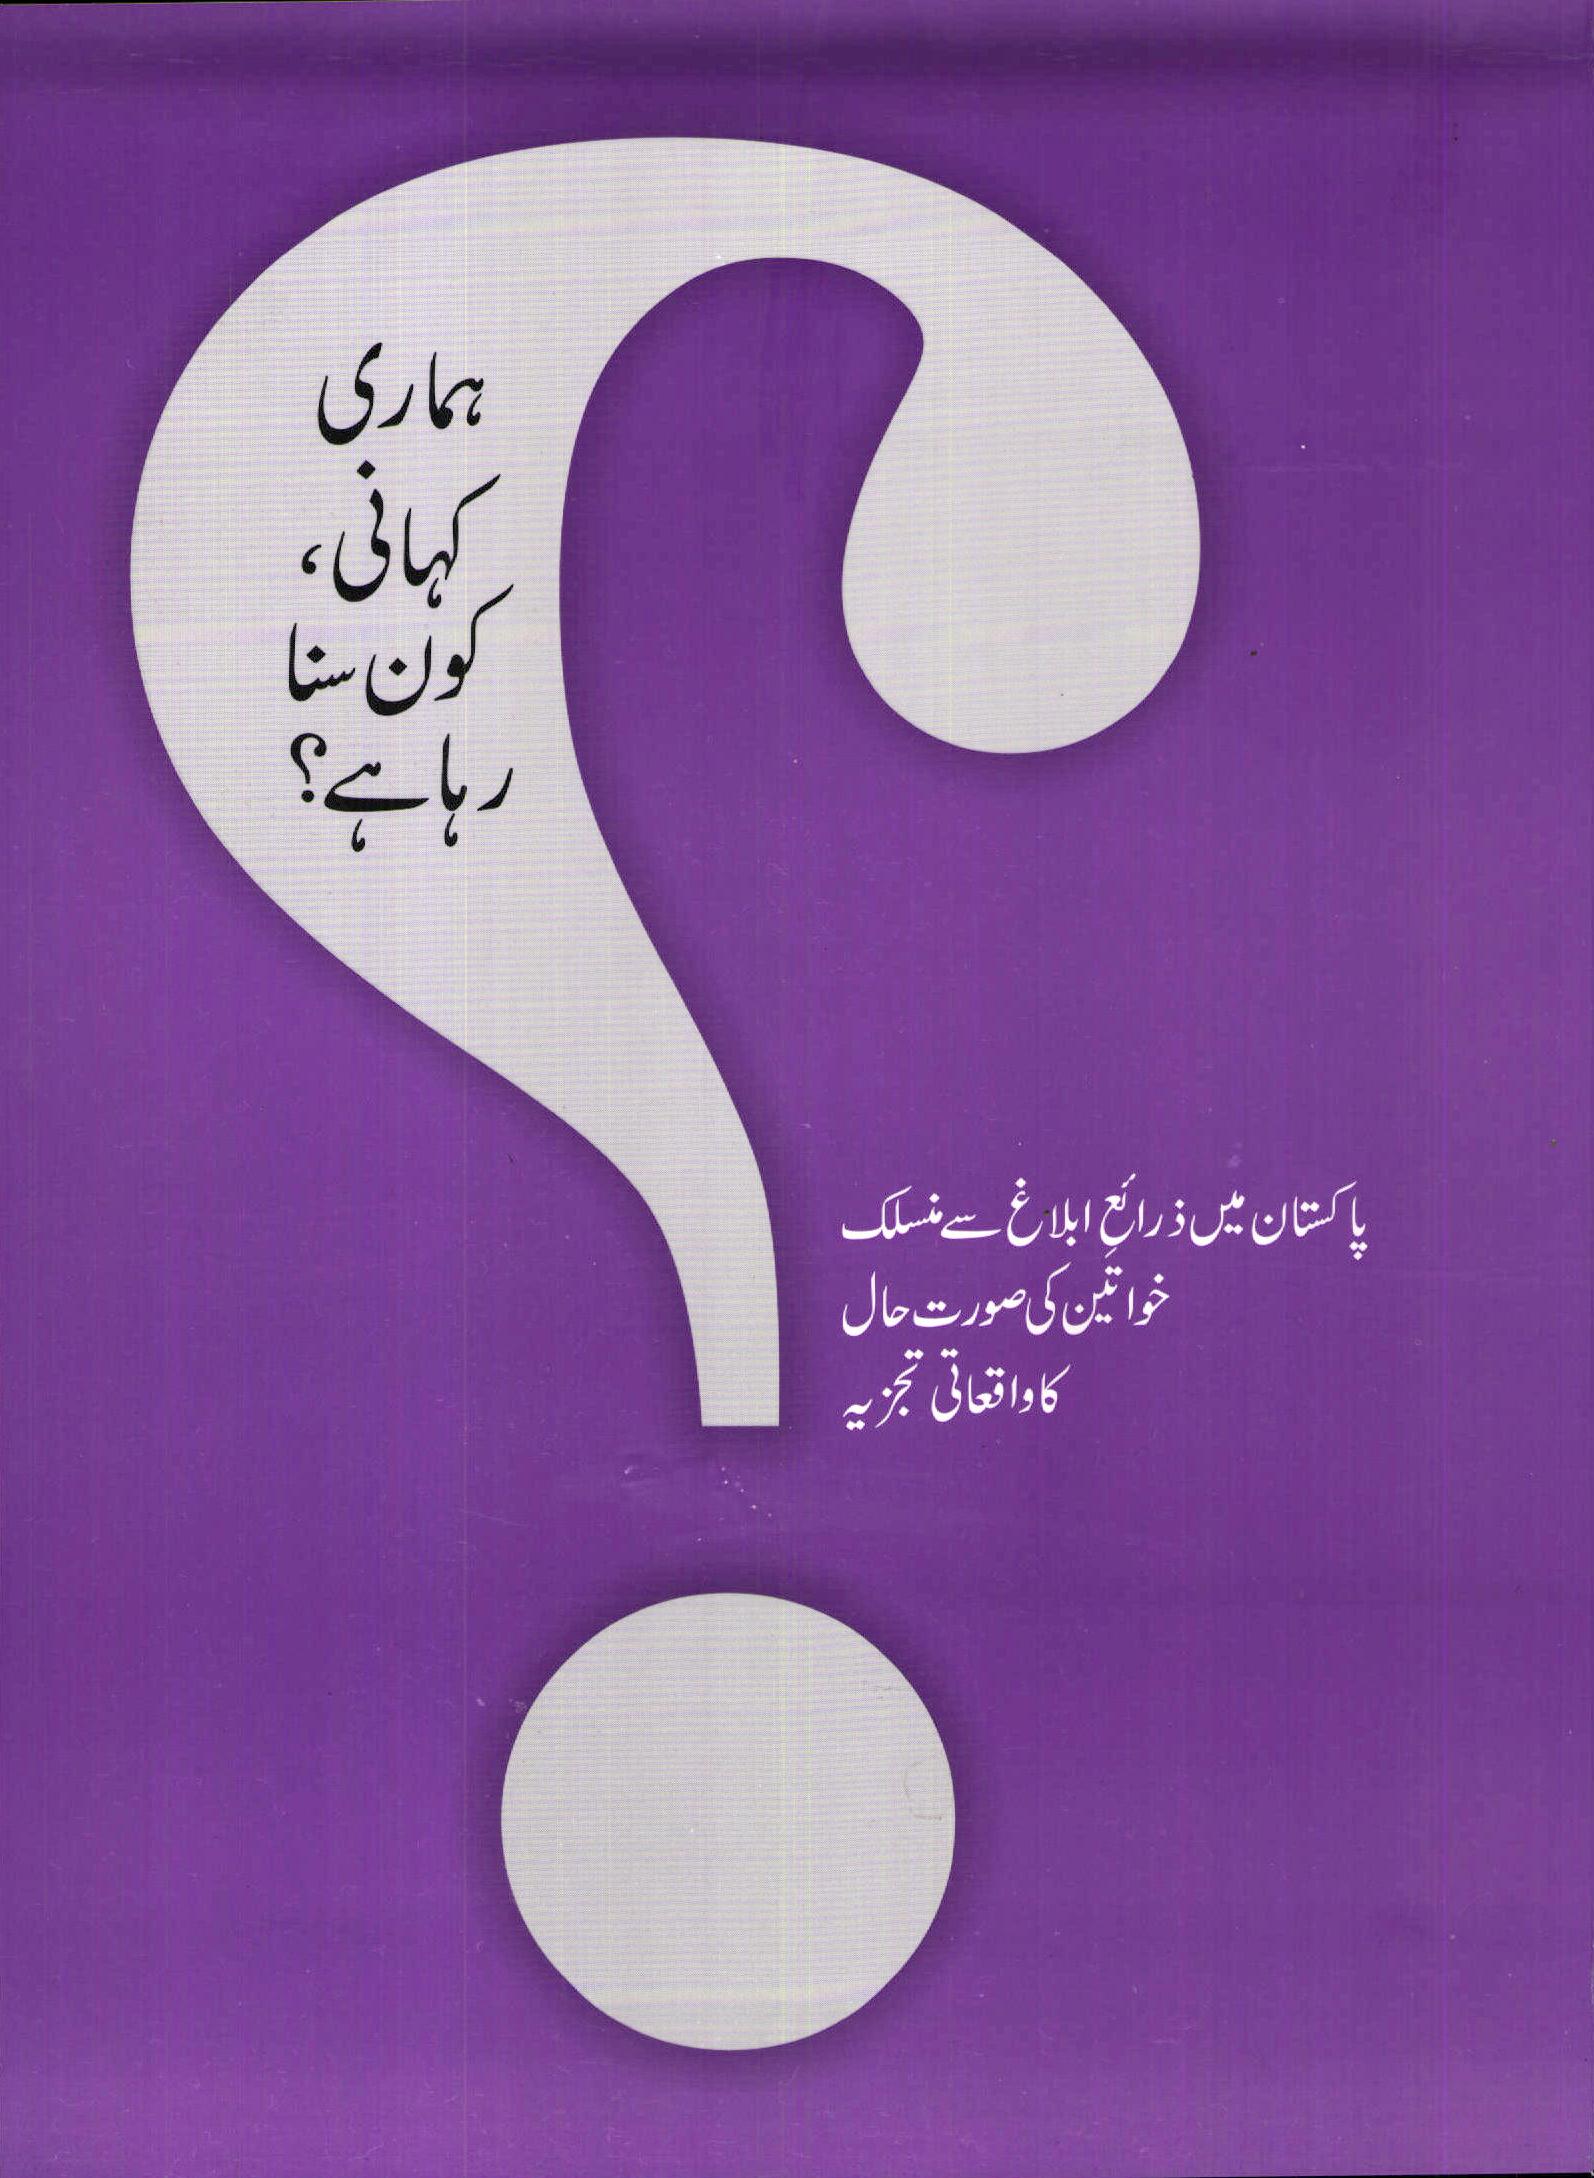 ہماری
کہانی،
کون سنا
رہا ہے؟
پاکستان میں ذرائعِ ابلاغ سے منسلک
خواتین کی صورت حال
کا واقعاتی تجزیہ